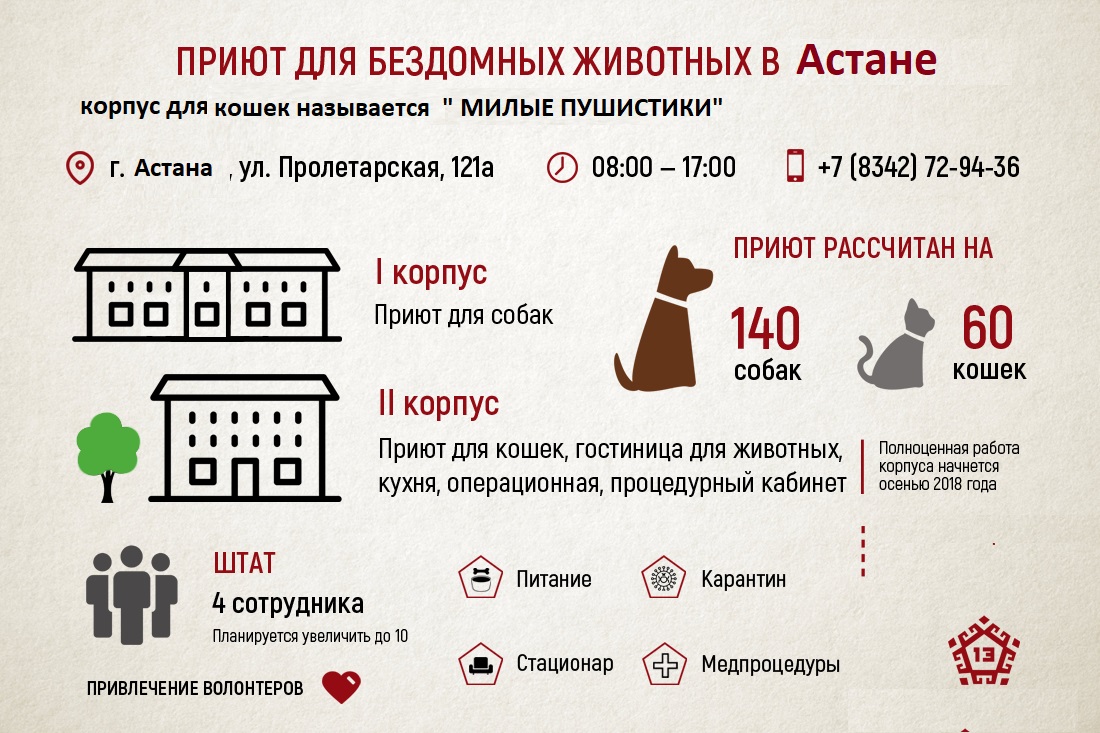 ПРИЮТ ДЛЯ БЕЗДОМНЫХ ЖИВОТНЫХ В Астане
корпус для кошек называется " МИЛЫЕ ПУШИСТИКИ"
г. Астана , ул. Пролетарская, 121а
08:00 – 17:00
+7 (8342) 72-94-36
I корпус
Приют для собак
ПРИЮТ РАССЧИТАН НА
140
собак
60
кошек
II корпус
Приют для кошек, гостиница для животных,
кухня, операционная, процедурный кабинет
Полноценная работа
корпуса начнется
осенью 2018 года
ШТАТ
4 сотрудника
Планируется увеличить до 10
ПРИВЛЕЧЕНИЕ ВОЛОНТЕРОВ
Питание
Карантин
Стационар
Медпроцедуры
13